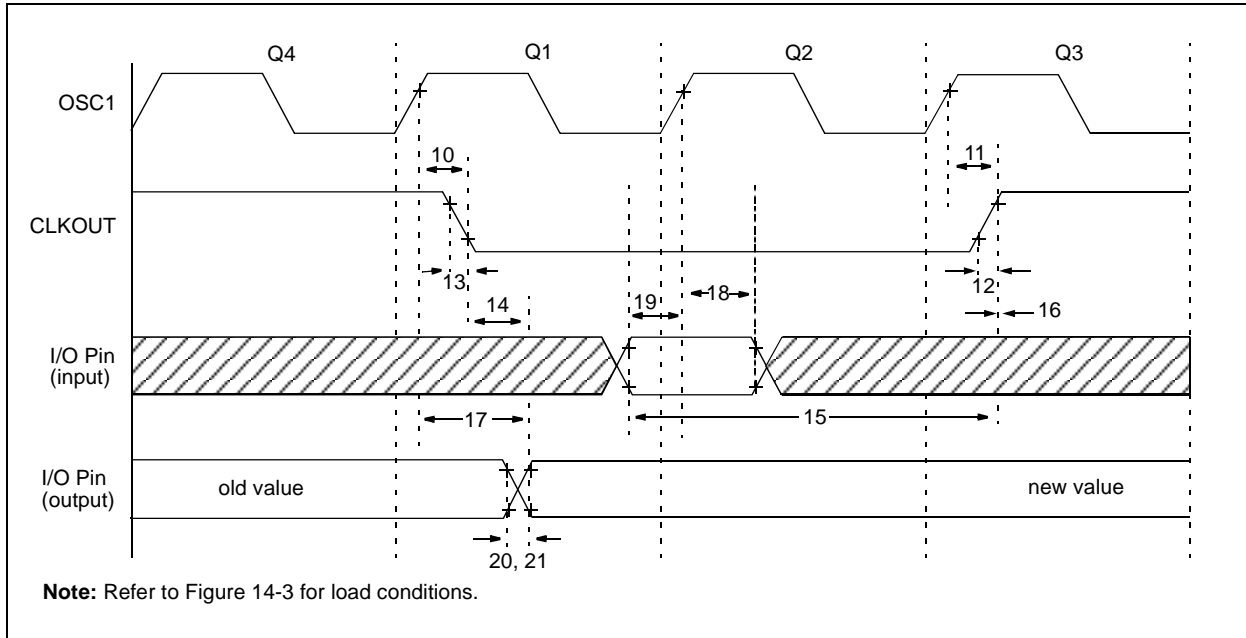 Q4 Q1 Q2 Q3
OSC1
10 11
CLKOUT
13 12
14 19 18 16
I/O Pin
(input)
17 15
I/O Pin
(output)
old value new value
20, 21
Note: Refer to Figure 14-3 for load conditions.